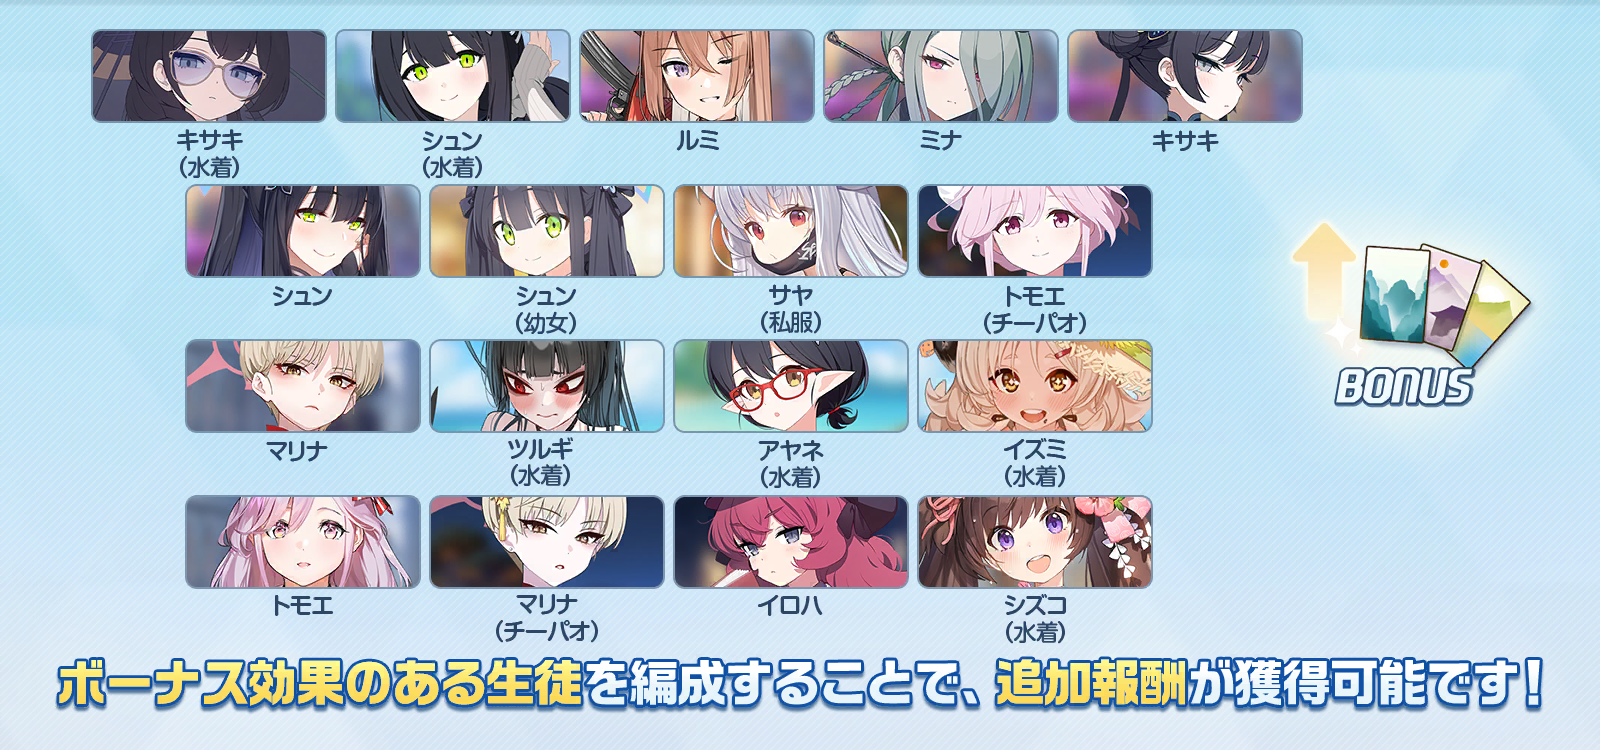 キサキ
（水着）
シュン
（水着）
ルミ
ミナ
キサキ
シュン
シュン
（幼女）
サヤ
（私服）
トモエ
（チーパオ）
マリナ
ツルギ
（水着）
アヤネ
（水着）
イズミ
（水着）
トモエ
マリナ
（チーパオ）
イロハ
シズコ
（水着）
BONUS
ボーナス効果のある生徒を編成することで、追加報酬が獲得可能です！